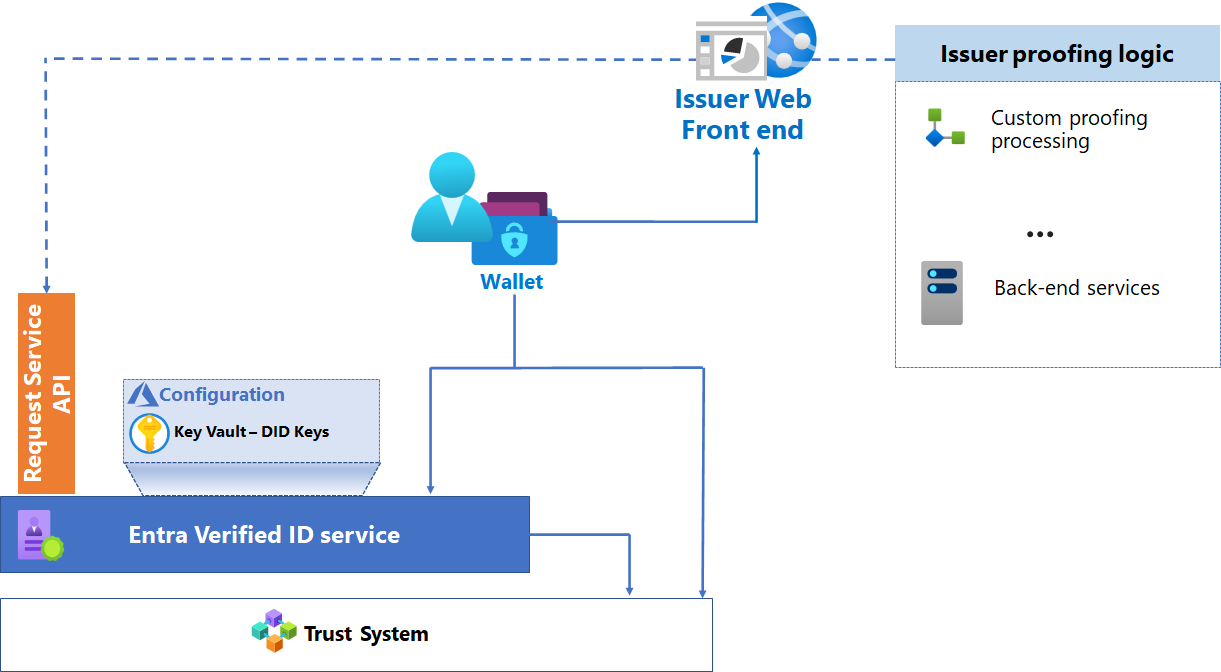 Issuer proofing logic
Issuer Web
Front end
Custom proofing
processing
...
Back-end services
Wallet
Request Service
API
Configuration
Key Vault – DID Keys
Entra Verified ID service
Trust System